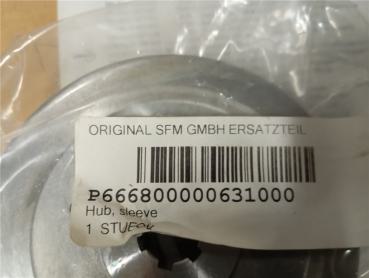 ORIGINAL SFM GMBH ERSATZTEIL
P666800000631000
Hub, sleeve
1 STUECK